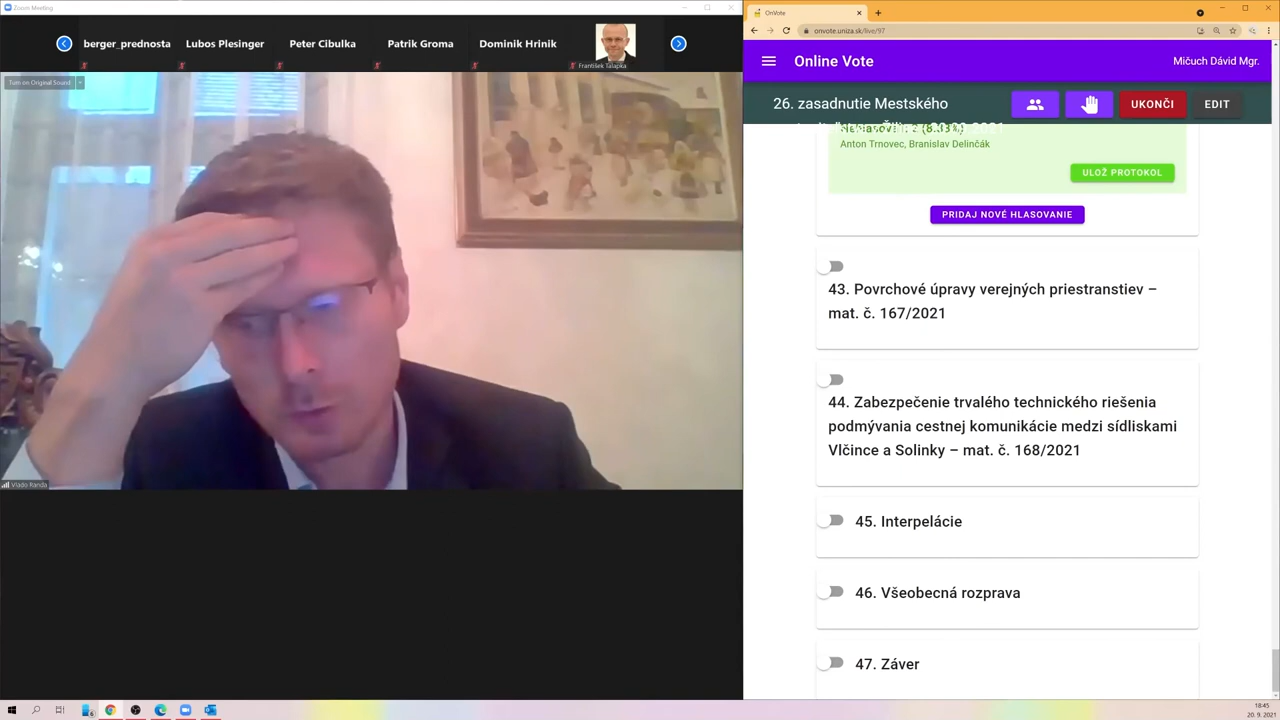 Zoom Meeting
berger_prednosta
Lubos Plesinger
Peter Cibulka
Patrik Groma
Dominik Hrinik
František Talapka
Turn on Original Sound
Vlado Randa
OnVote
onvote.uniza.sk/live/97
Online Vote
Mičuch Dávid Mgr.
26. zasadnutie Mestského
2021
UKONČI
EDIT
Anton Trnovec, Branislav Delinčák
ULOŽ PROTOKOL
PRIDAJ NOVÉ HLASOVANIE
43. Povrchové úpravy verejných priestranstiev –
mat. č. 167/2021
44. Zabezpečenie trvalého technického riešenia
podmývania cestnej komunikácie medzi sídliskami
Vlčince a Solinky – mat. č. 168/2021
45. Interpelácie
46. Všeobecná rozprava
47. Záver
18:45
20. 9. 2021